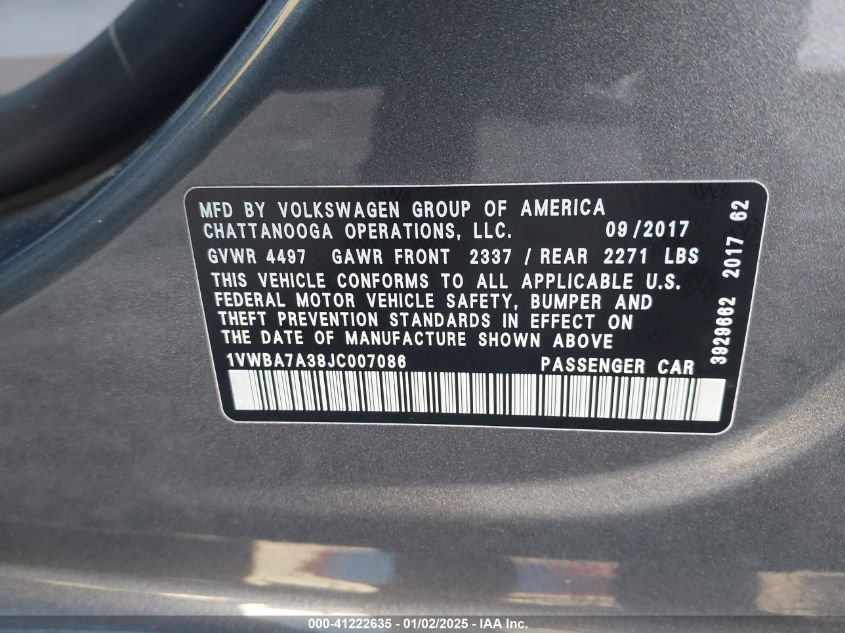 MFD BY VOLKSWAGEN GROUP OF AMERICA
CHATTANOOGA OPERATIONS, LLC. 09/2017
GVWR 4497 GAWR FRONT 2337 / REAR 2271 LBS
THIS VEHICLE CONFORMS TO ALL APPLICABLE U.S.
FEDERAL MOTOR VEHICLE SAFETY, BUMPER AND
THEFT PREVENTION STANDARDS IN EFFECT ON
THE DATE OF MANUFACTURE SHOWN ABOVE
1VWBA7A38JC007086 PASSENGER CAR
3929662 2017 62
000-41222635 - 01/02/2025 - IAA Inc.